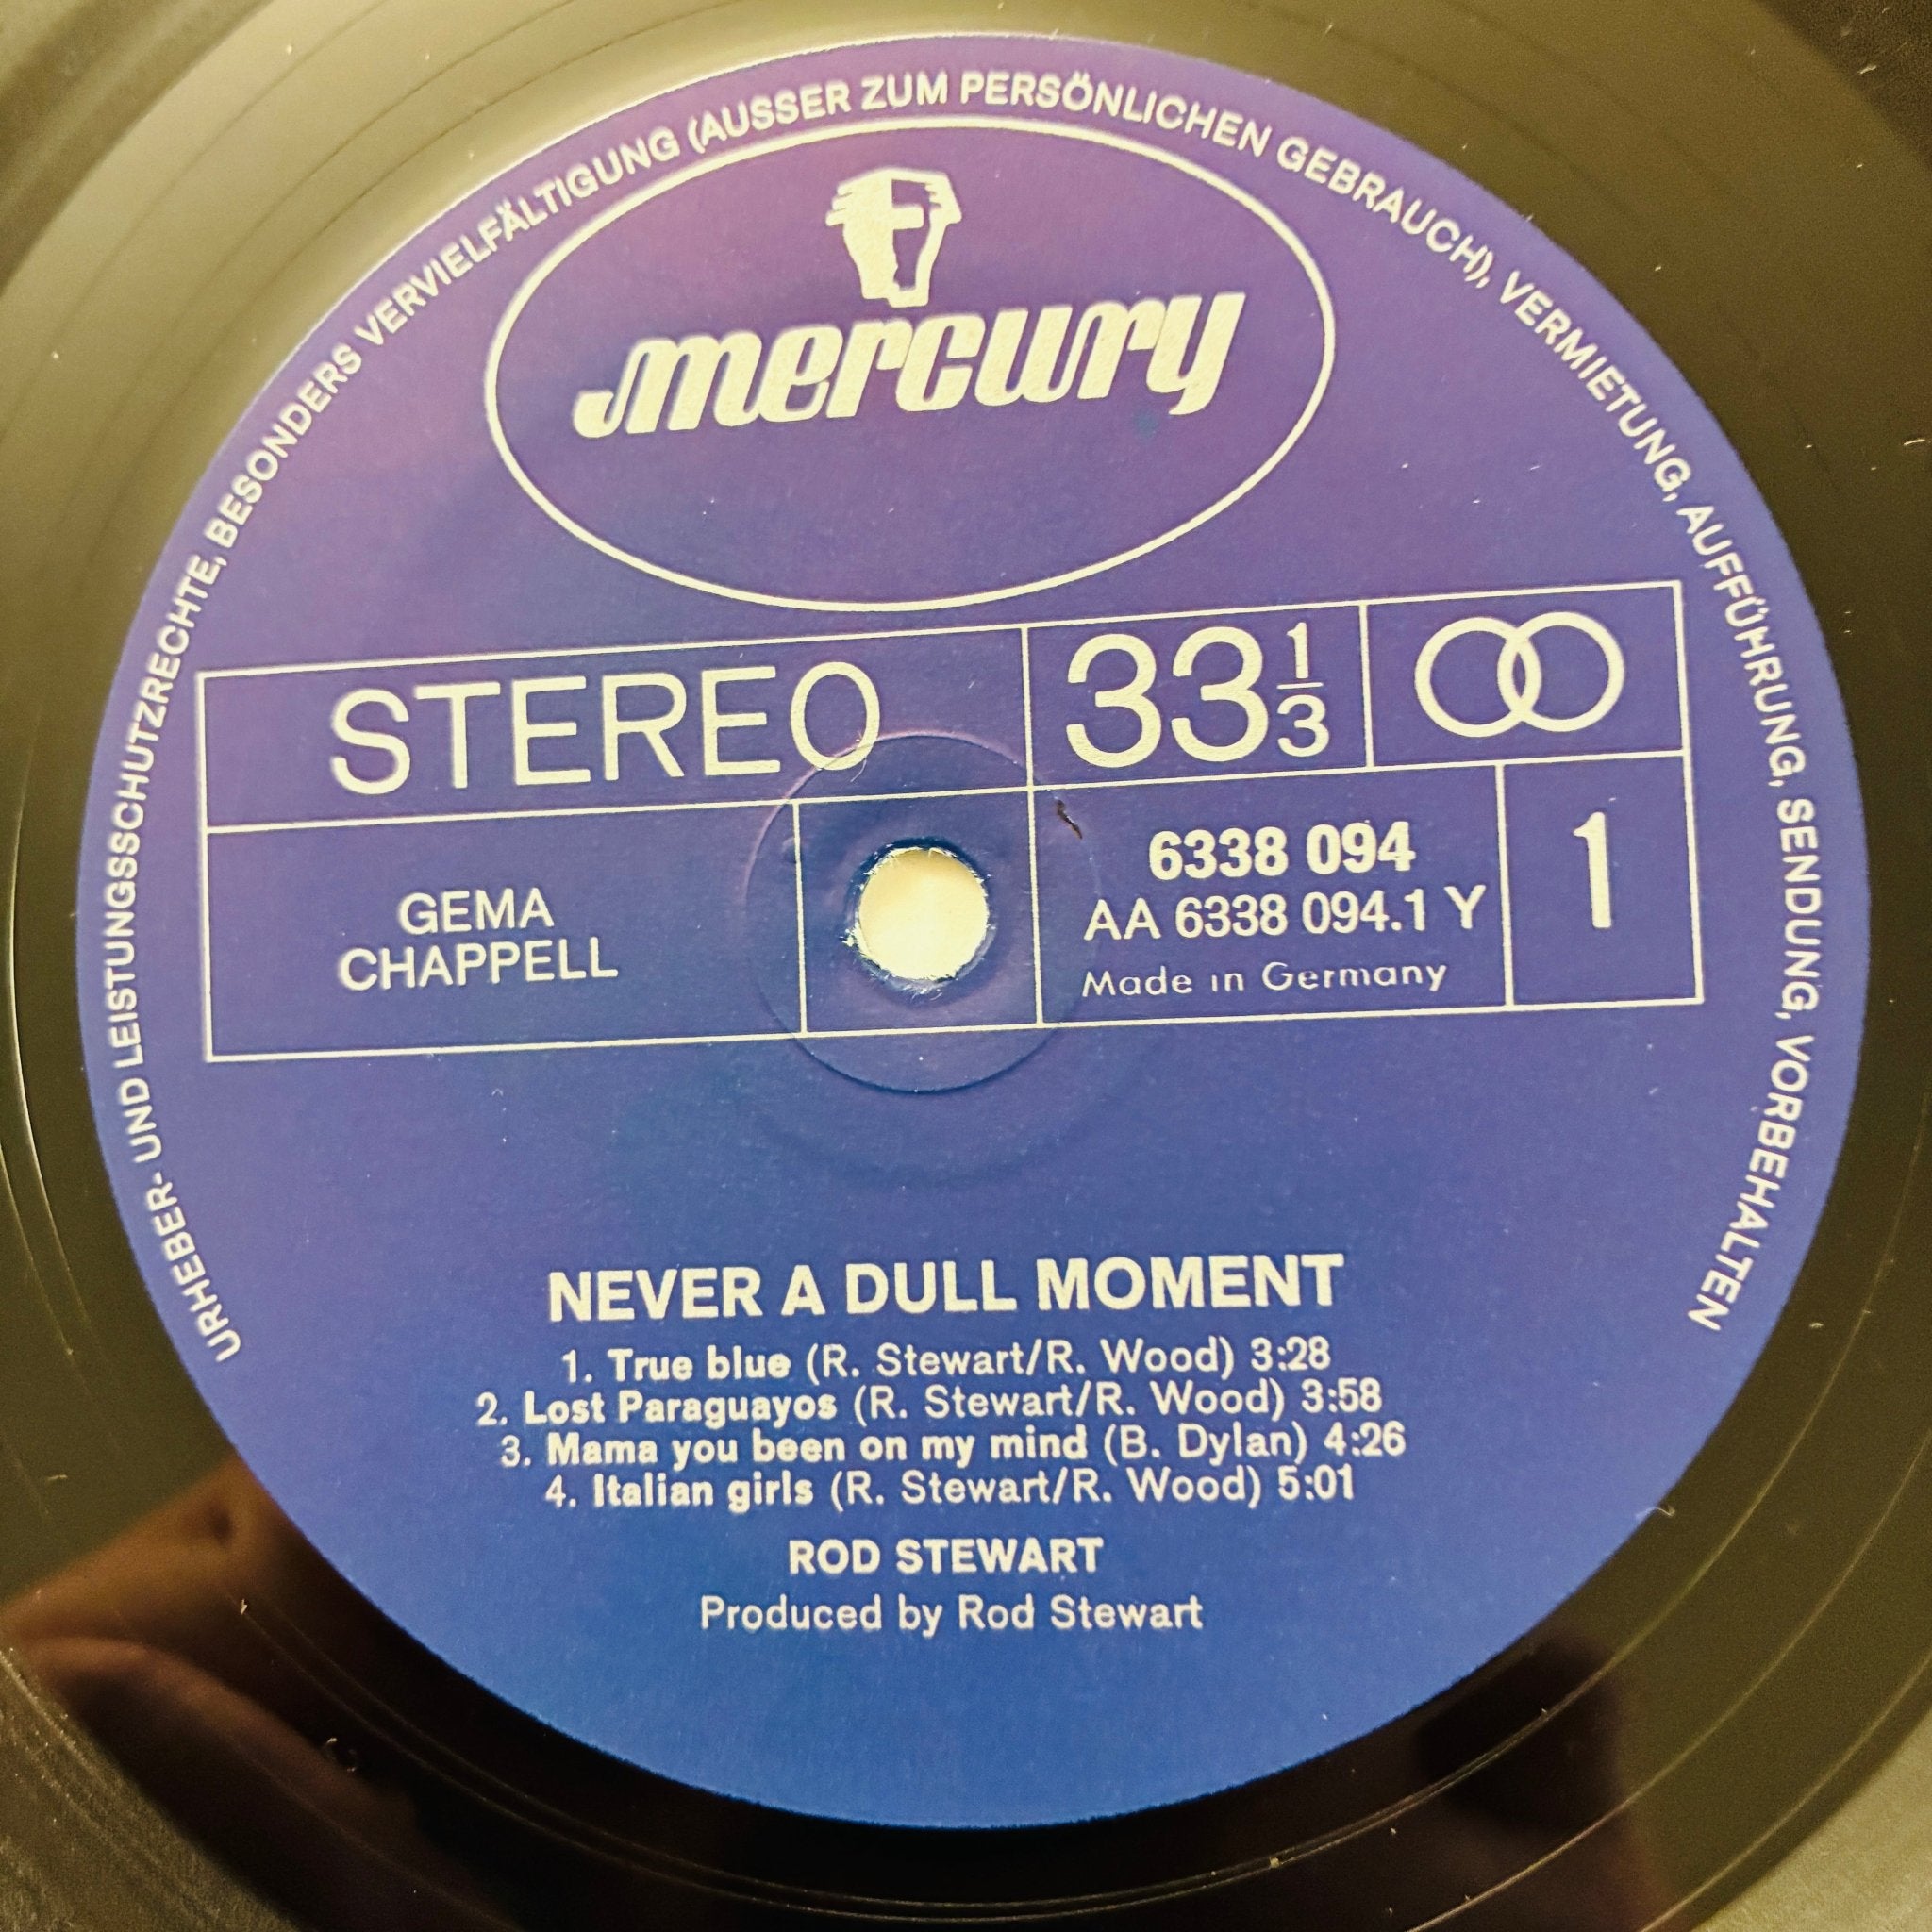 URHEBER- UND LEISTUNGSSCHUTZRECHTE, BESONDERS VERVIELFÄLTIGUNG (AUSSER ZUM PERSÖNLICHEN GEBRAUCH), VERMIETUNG, AUFFÜHRUNG, SENDUNG, VORBEHALTEN
mercury
STEREO
33 1/3
GEMA
CHAPPELL
6338 094
AA 6338 094.1 Y
Made in Germany
1
NEVER A DULL MOMENT
1. True blue (R. Stewart/R. Wood) 3:28
2. Lost Paraguayos (R. Stewart/R. Wood) 3:58
3. Mama you been on my mind (B. Dylan) 4:26
4. Italian girls (R. Stewart/R. Wood) 5:01
ROD STEWART
Produced by Rod Stewart